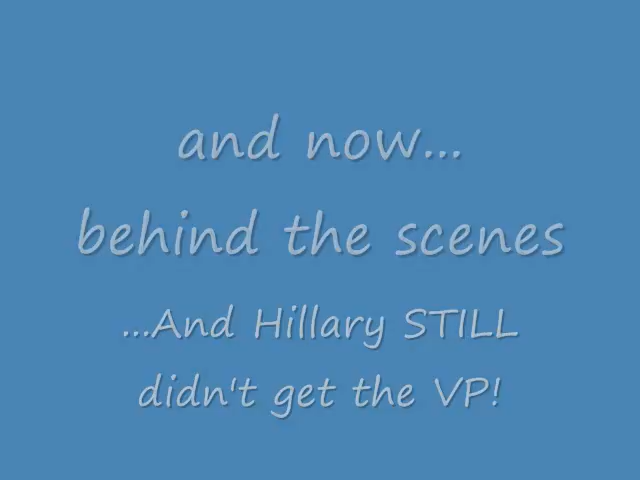 and now...
behind the scenes
...And Hillary STILL
didn't get the VP!